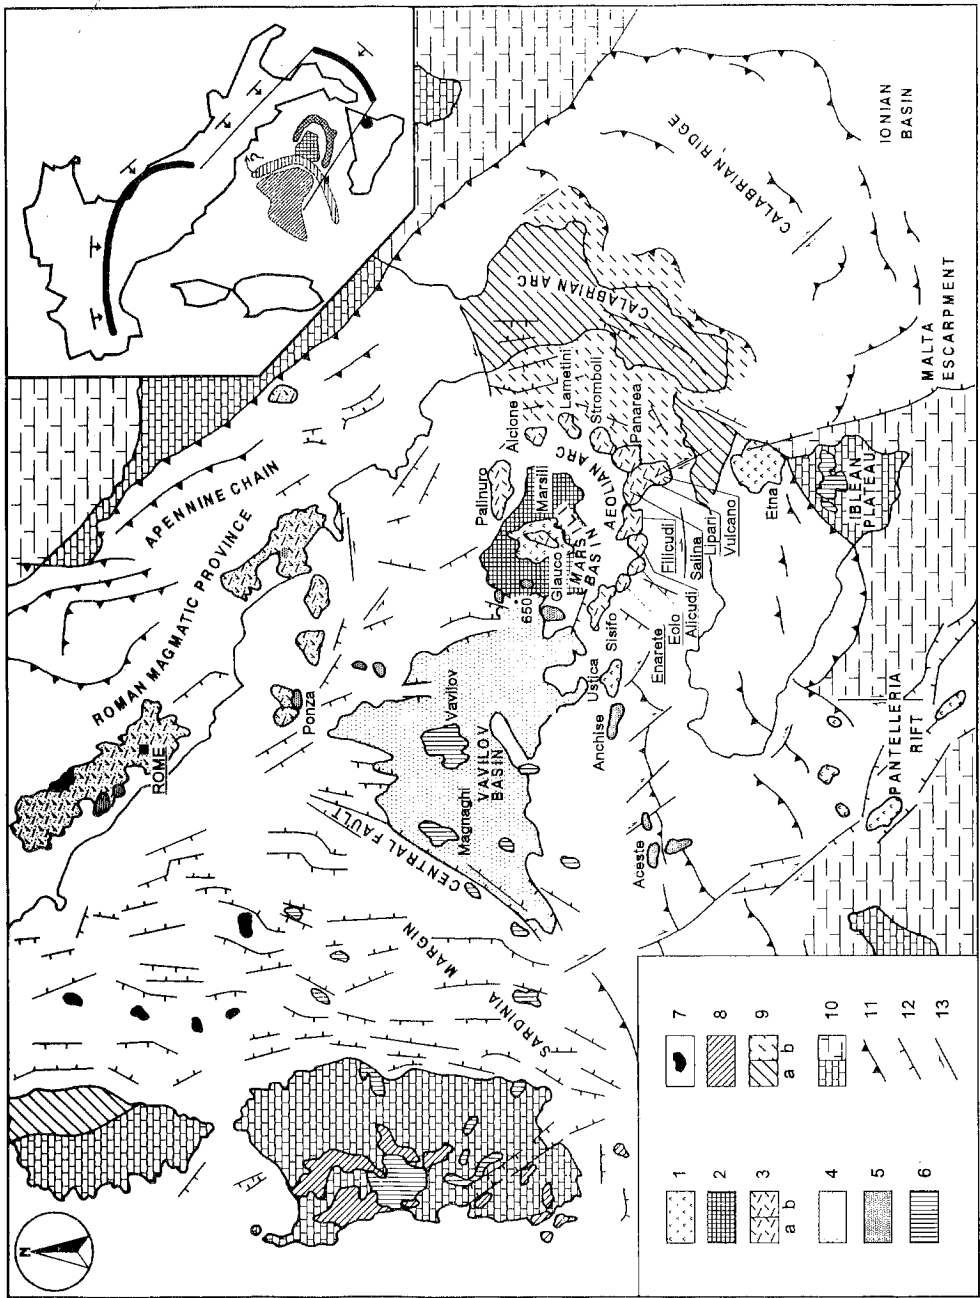 N
?
APENNINE CHAIN
ROMAN MAGMATIC PROVINCE
ROME
Ponza
CENTRAL FAULT
SARDINIA MARGIN
Magnaghi
Vavilov
VAVILOV
BASIN
650
Palinuro
Alcione
Lametini
Stromboli
Panarea
Marsili
Glauco
MARSILI
BASIN
AEOLIAN ARC
CALABRIAN ARC
CALABRIAN RIDGE
IONIAN
BASIN
MALTA
ESCARPMENT
Sisifo
Ustica
Anchise
Aceste
Enarete
Eolo
Alicudi
Filicudi
Salina
Lipari
Vulcano
Etna
IBLEAN
PLATEAU
PANTELLERIA
RIFT
1
2
3
a b
4
5
6
7
8
9
a b
10
11
12
13